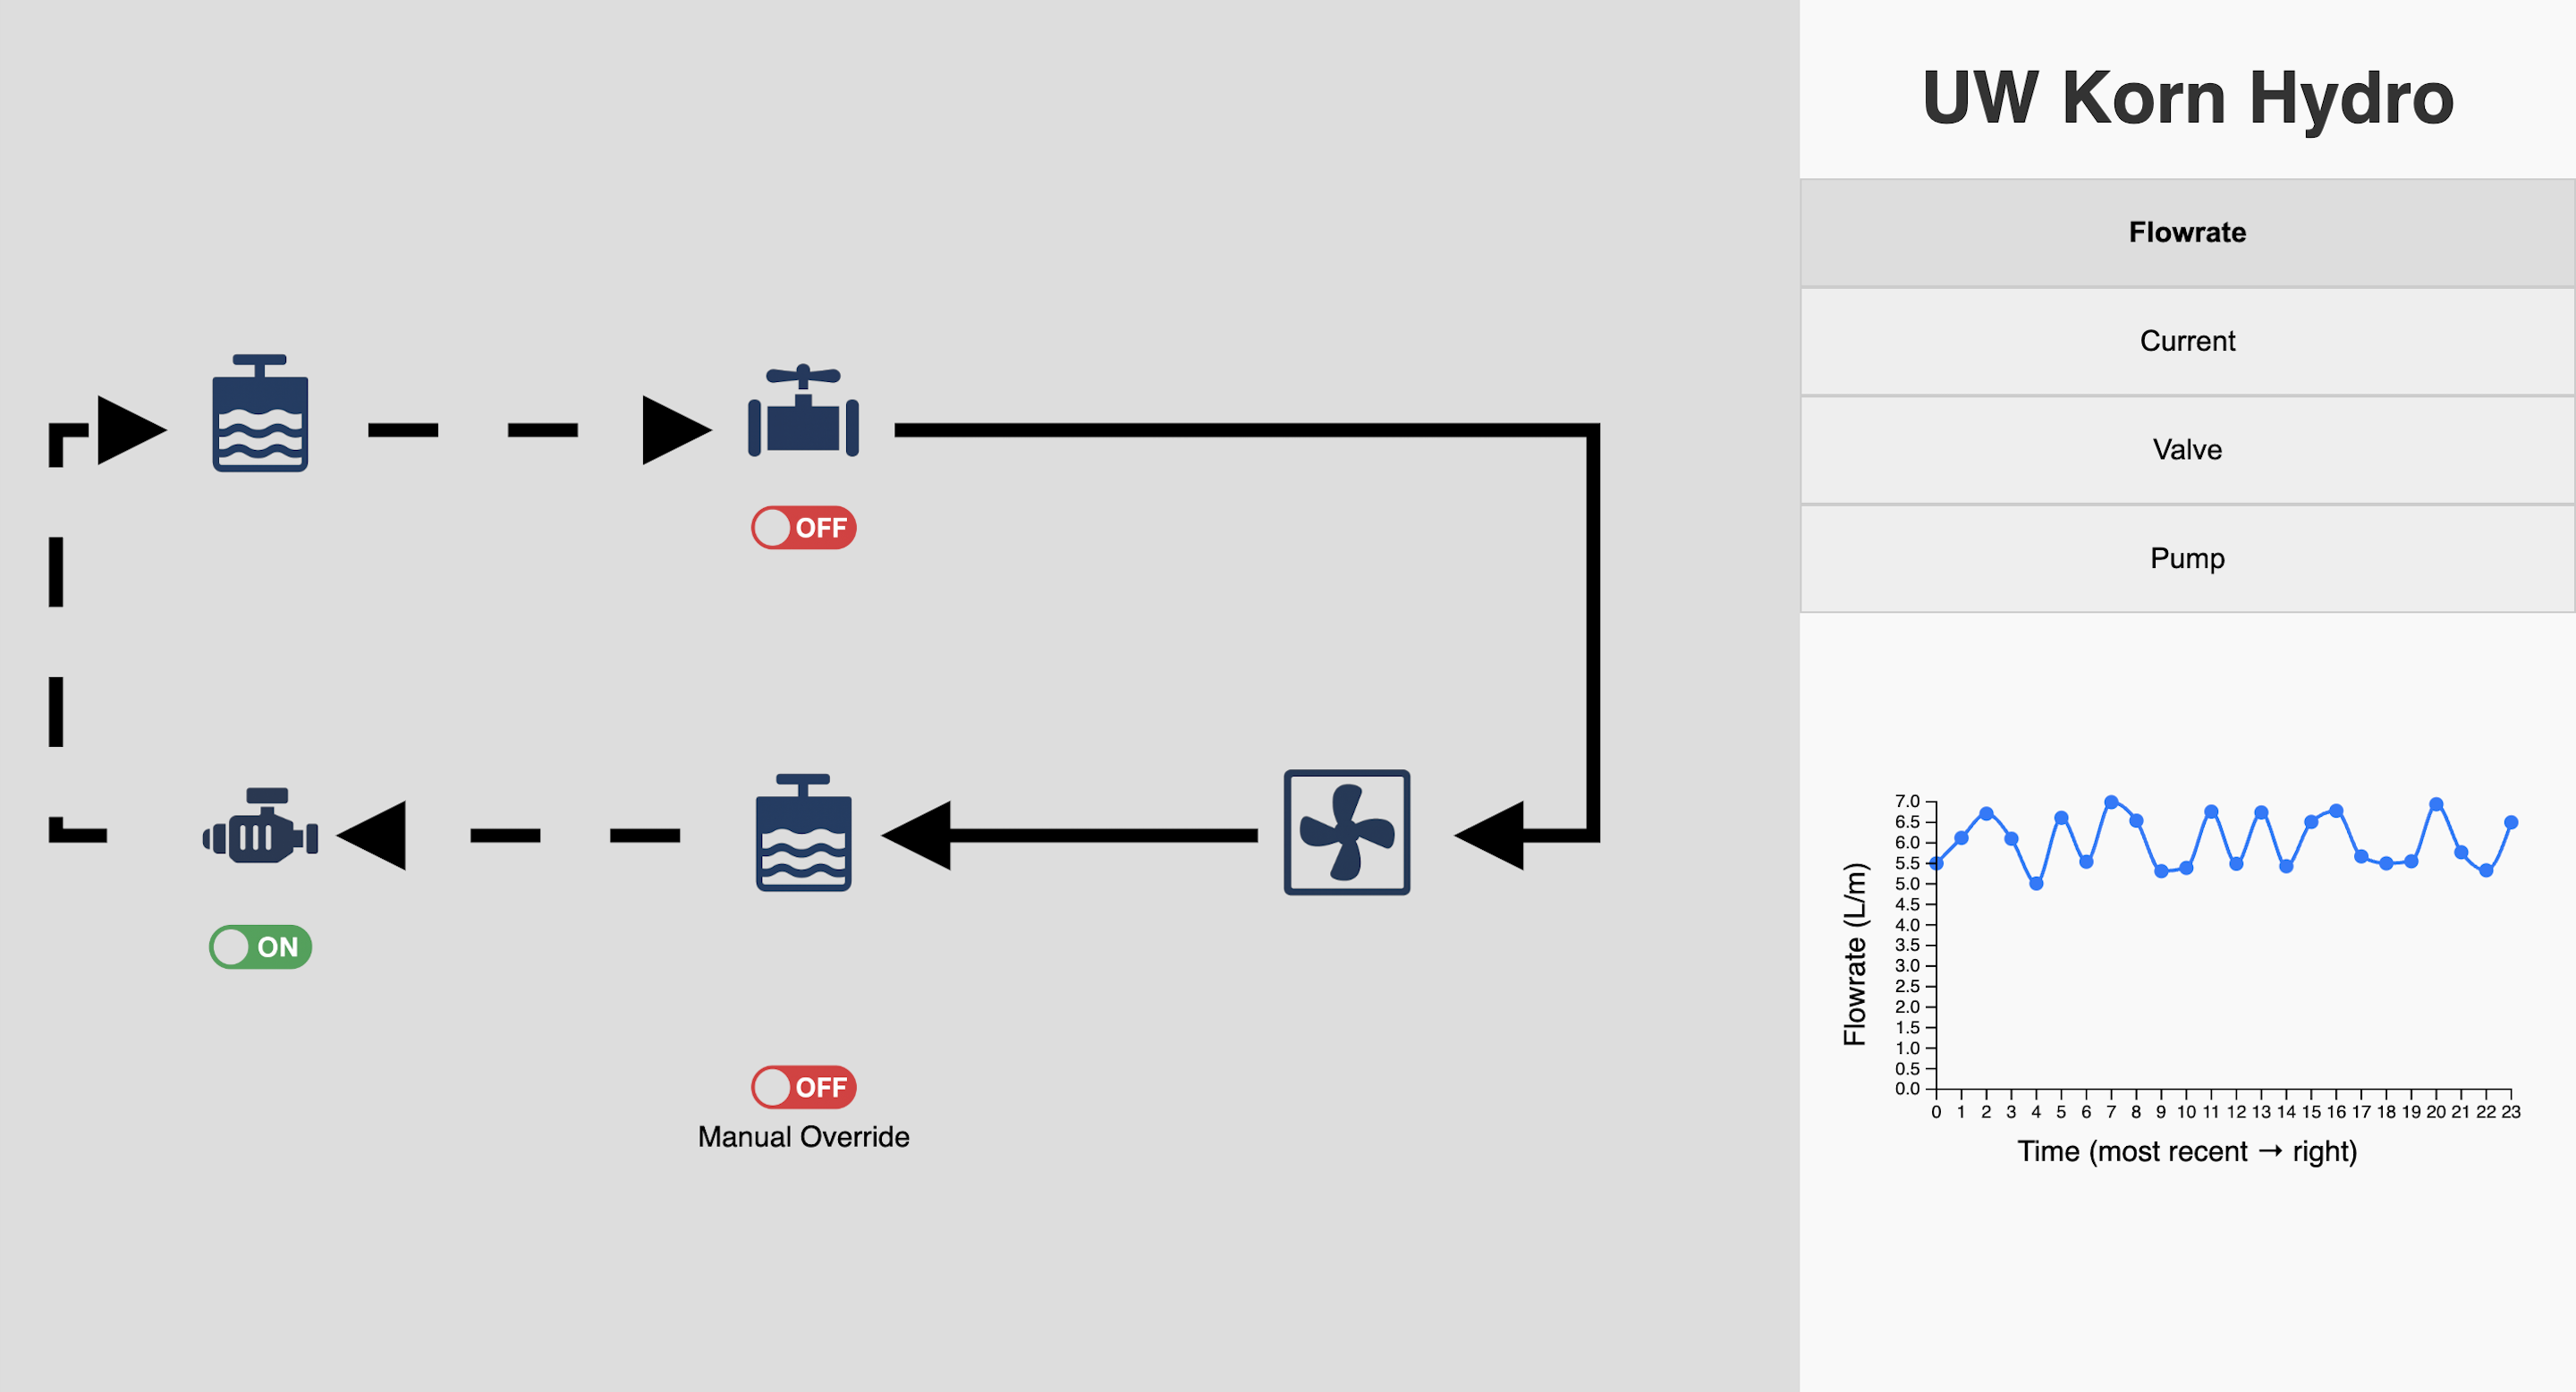 UW Korn Hydro
Flowrate
Current
Valve
Pump
OFF
ON
OFF
Manual Override
Flowrate (L/m)
7.0
6.5
6.0
5.5
5.0
4.5
4.0
3.5
3.0
2.5
2.0
1.5
1.0
0.5
0.0
0 1 2 3 4 5 6 7 8 9 10 11 12 13 14 15 16 17 18 19 20 21 22 23
Time (most recent → right)